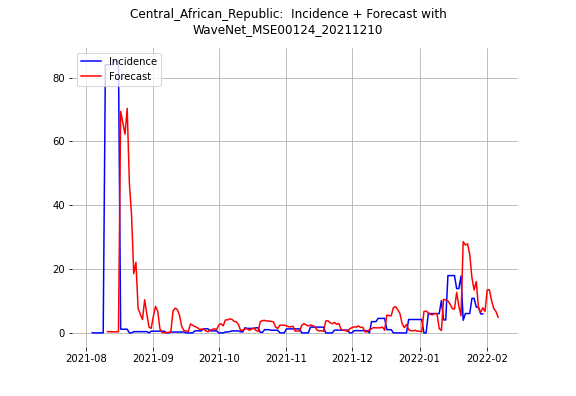 Central_African_Republic:  Incidence + Forecast with
WaveNet_MSE00124_20211210
Incidence
Forecast
80
60
40
20
0
2021-08 2021-09 2021-10 2021-11 2021-12 2022-01 2022-02